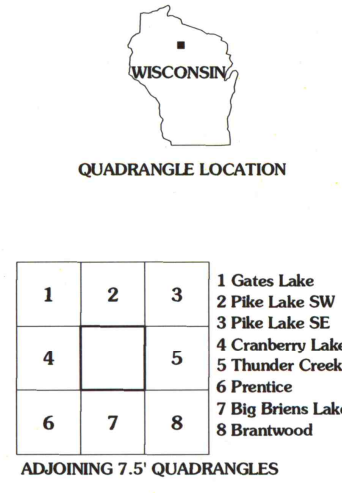 WISCONSIN
QUADRANGLE LOCATION
1 2 3
4 5
6 7 8
1 Gates Lake
2 Pike Lake SW
3 Pike Lake SE
4 Cranberry Lake
5 Thunder Creek
6 Prentice
7 Big Briens Lake
8 Brantwood
ADJOINING 7.5' QUADRANGLES